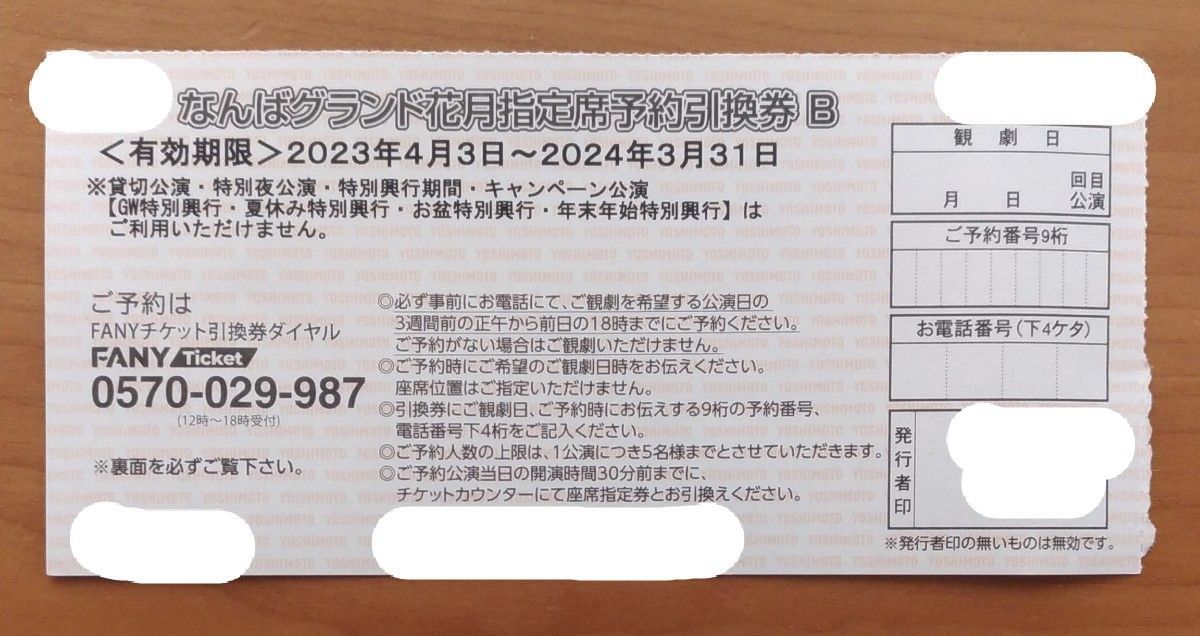 なんばグランド花月指定席予約引換券 B
＜有効期限＞2023年4月3日～2024年3月31日
※貸切公演・特別夜公演・特別興行期間・キャンペーン公演
【GW特別興行・夏休み特別興行・お盆特別興行・年末年始特別興行】は
ご利用いただけません。
ご予約は
FANYチケット引換券ダイヤル
FANY Ticket
0570-029-987
(12時～18時受付)
※裏面を必ずご覧下さい。
◎必ず事前にお電話にて、ご観劇を希望する公演日の
3週間前の正午から前日の18時までにご予約ください。
ご予約がない場合はご観劇いただけません。
◎ご予約時にご希望のご観劇日時をお伝えください。
座席位置はご指定いただけません。
◎引換券にご観劇日、ご予約時にお伝えする9桁の予約番号、
電話番号下4桁をご記入ください。
◎ご予約人数の上限は、1公演につき5名様までとさせていただきます。
◎ご予約公演当日の開演時間30分前までに、
チケットカウンターにて座席指定券とお引換えください。
観劇日
月 日 回目公演
ご予約番号9桁
お電話番号(下4ケタ)
発行者印
※発行者印の無いものは無効です。
YOSHIMOTO